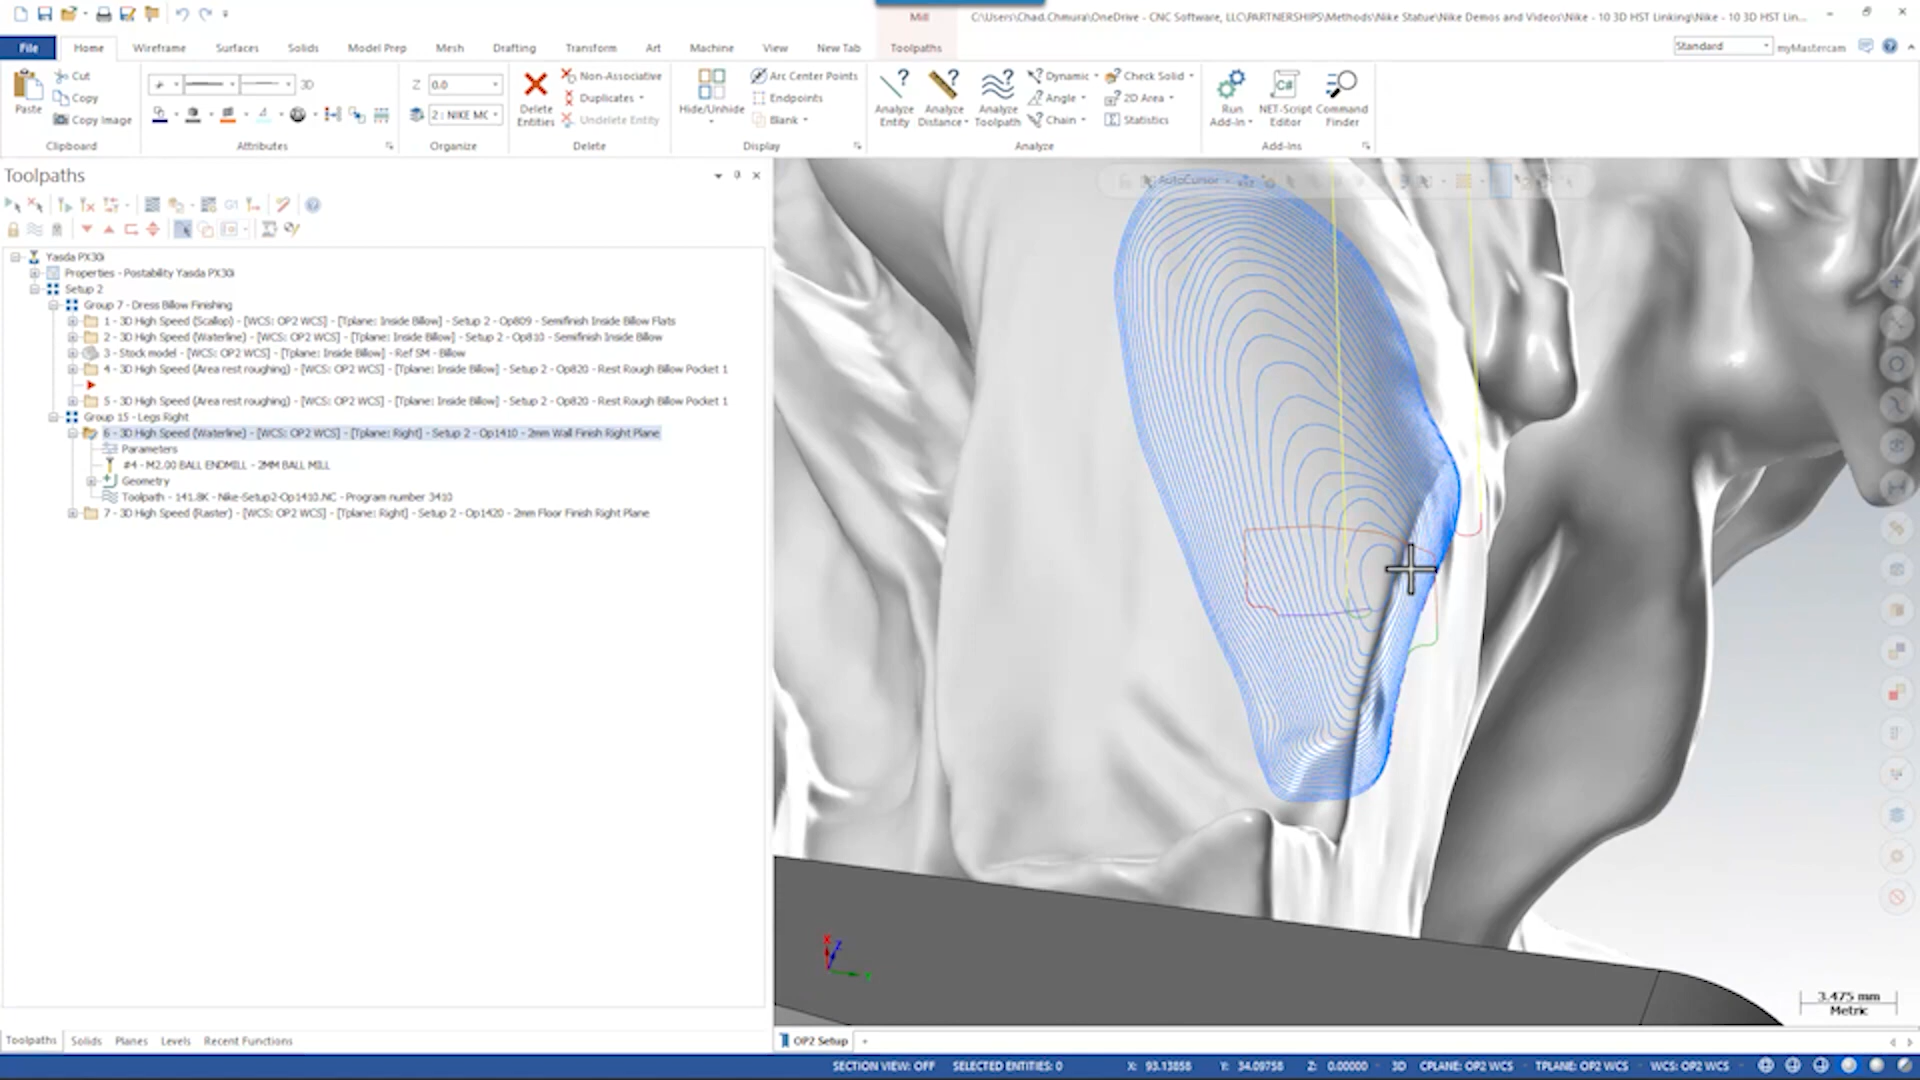 Mill
C:\Users\Chad.Chmura\OneDrive - CNC Software, LLC\PARTNERSHIPS\Methods\Nike Statue\Nike Demos and Videos\Nike - 10 3D HST Linking\Nike - 10 3D HST Lin...
File Home Wireframe Surfaces Solids Model Prep Mesh Drafting Transform Art Machine View New Tab Toolpaths
Standard
myMastercam
Paste
Cut
Copy
Copy Image
Clipboard
3D
Attributes
Z 0.0
2 : NIKE MC
Organize
Delete Entities
Non-Associative
Duplicates
Undelete Entity
Delete
Hide/Unhide
Arc Center Points
Endpoints
Blank
Display
Analyze Entity
Analyze Distance
Analyze Toolpath
Dynamic
Angle
Chain
Check Solid
2D Area
Statistics
Analyze
Run Add-In
C#
NET-Script Editor
Command Finder
Add-Ins
Toolpaths
G1
AutoCursor
Yasda PX30i
Properties - Postability Yasda PX30i
Setup 2
Group 7 - Dress Billow Finishing
1 - 3D High Speed (Scallop) - [WCS: OP2 WCS] - [Tplane: Inside Billow] - Setup 2 - Op809 - Semifinish Inside Billow Flats
2 - 3D High Speed (Waterline) - [WCS: OP2 WCS] - [Tplane: Inside Billow] - Setup 2 - Op810 - Semifinish Inside Billow
3 - Stock model - [WCS: OP2 WCS] - [Tplane: Inside Billow] - Ref SM - Billow
4 - 3D High Speed (Area rest roughing) - [WCS: OP2 WCS] - [Tplane: Inside Billow] - Setup 2 - Op820 - Rest Rough Billow Pocket 1
5 - 3D High Speed (Area rest roughing) - [WCS: OP2 WCS] - [Tplane: Inside Billow] - Setup 2 - Op820 - Rest Rough Billow Pocket 1
Group 15 - Legs Right
6 - 3D High Speed (Waterline) - [WCS: OP2 WCS] - [Tplane: Right] - Setup 2 - Op1410 - 2mm Wall Finish Right Plane
Parameters
#4 - M2.00 BALL ENDMILL - 2MM BALL MILL
Geometry
Toolpath - 141.8K - Nike-Setup2-Op1410.NC - Program number 3410
7 - 3D High Speed (Raster) - [WCS: OP2 WCS] - [Tplane: Right] - Setup 2 - Op1420 - 2mm Floor Finish Right Plane
X Z Y
3.475 mm
Metric
Toolpaths Solids Planes Levels Recent Functions
OP2 Setup +
SECTION VIEW: OFF SELECTED ENTITIES: 0 X: 93.13858 Y: 34.09758 Z: 0.00000 3D CPLANE: OP2 WCS TPLANE: OP2 WCS WCS: OP2 WCS